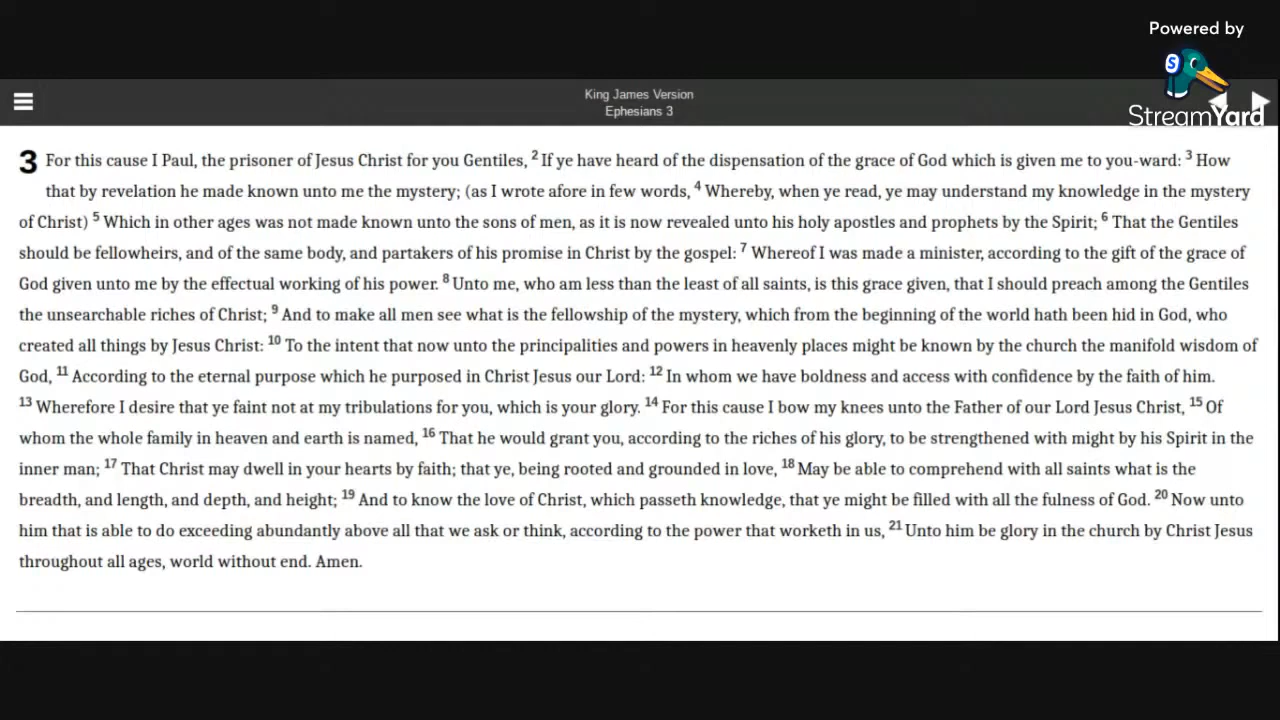 Powered by
S
StreamYard
King James Version
Ephesians 3
3 For this cause I Paul, the prisoner of Jesus Christ for you Gentiles, 2 If ye have heard of the dispensation of the grace of God which is given me to you-ward: 3 How
that by revelation he made known unto me the mystery; (as I wrote afore in few words, 4 Whereby, when ye read, ye may understand my knowledge in the mystery
of Christ) 5 Which in other ages was not made known unto the sons of men, as it is now revealed unto his holy apostles and prophets by the Spirit; 6 That the Gentiles
should be fellowheirs, and of the same body, and partakers of his promise in Christ by the gospel: 7 Whereof I was made a minister, according to the gift of the grace of
God given unto me by the effectual working of his power. 8 Unto me, who am less than the least of all saints, is this grace given, that I should preach among the Gentiles
the unsearchable riches of Christ; 9 And to make all men see what is the fellowship of the mystery, which from the beginning of the world hath been hid in God, who
created all things by Jesus Christ: 10 To the intent that now unto the principalities and powers in heavenly places might be known by the church the manifold wisdom of
God, 11 According to the eternal purpose which he purposed in Christ Jesus our Lord: 12 In whom we have boldness and access with confidence by the faith of him.
13 Wherefore I desire that ye faint not at my tribulations for you, which is your glory. 14 For this cause I bow my knees unto the Father of our Lord Jesus Christ, 15 Of
whom the whole family in heaven and earth is named, 16 That he would grant you, according to the riches of his glory, to be strengthened with might by his Spirit in the
inner man; 17 That Christ may dwell in your hearts by faith; that ye, being rooted and grounded in love, 18 May be able to comprehend with all saints what is the
breadth, and length, and depth, and height; 19 And to know the love of Christ, which passeth knowledge, that ye might be filled with all the fulness of God. 20 Now unto
him that is able to do exceeding abundantly above all that we ask or think, according to the power that worketh in us, 21 Unto him be glory in the church by Christ Jesus
throughout all ages, world without end. Amen.